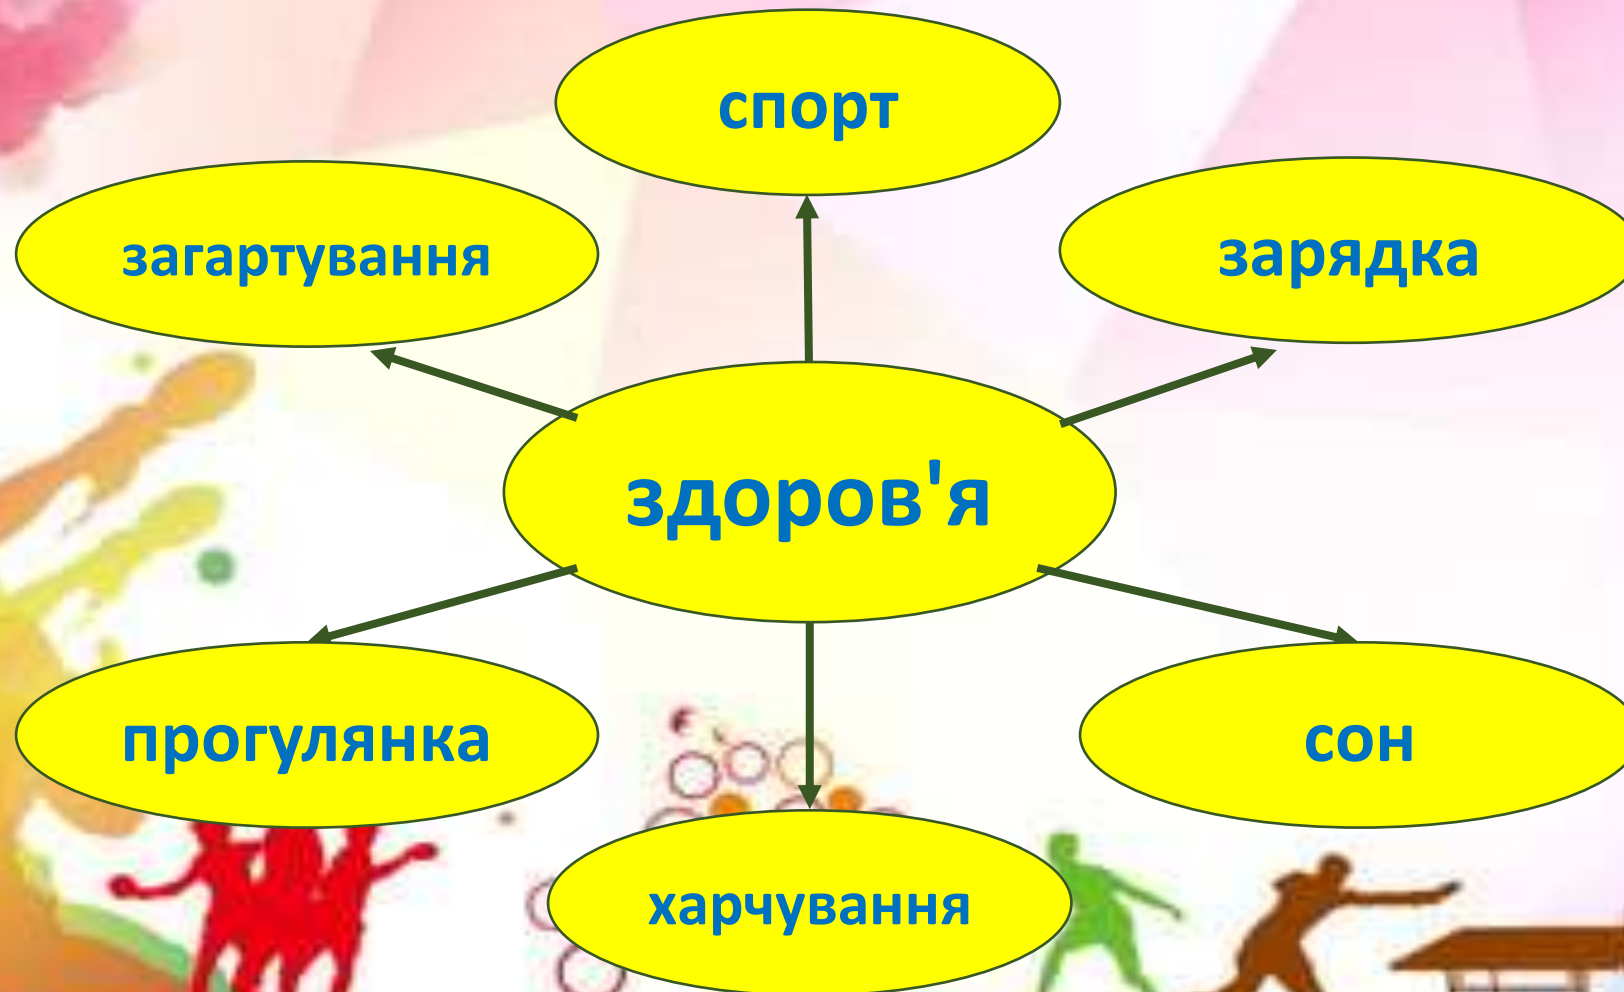 спорт
загартування
зарядка
здоров'я
прогулянка
сон
харчування